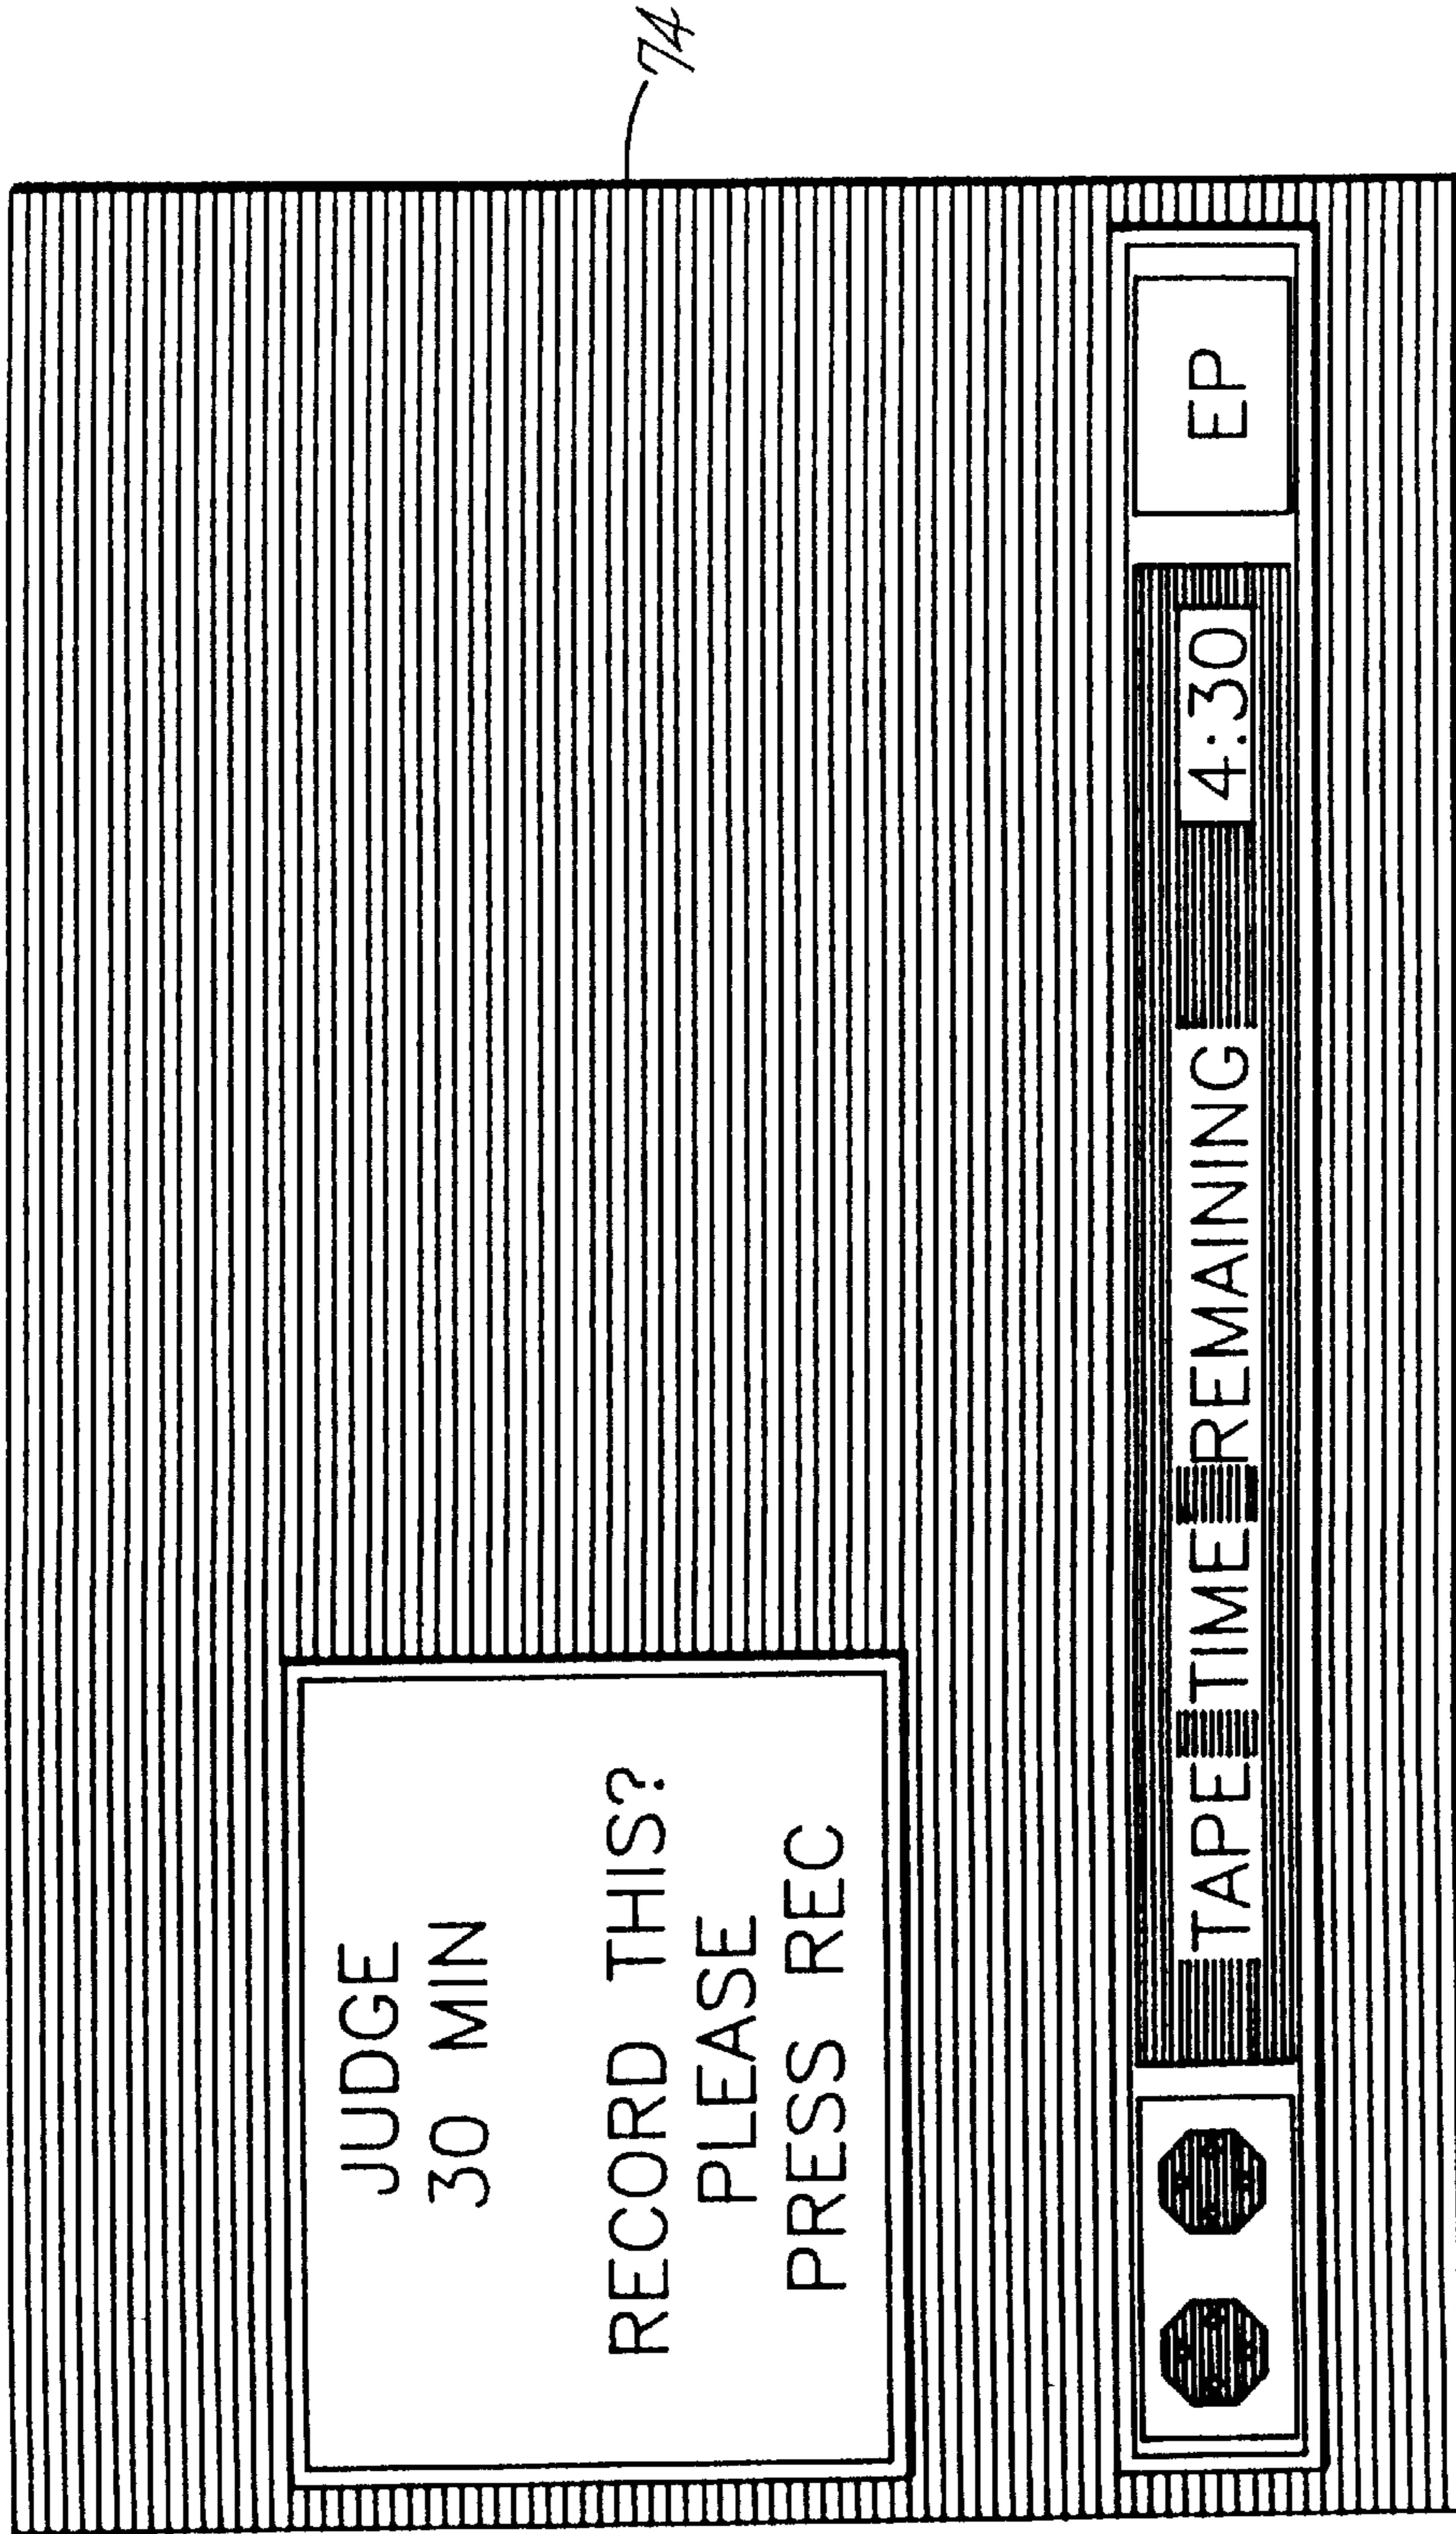 JUDGE
30 MIN
RECORD THIS?
PLEASE
PRESS REC
TAPE TIME REMAINING 4:30 EP
74